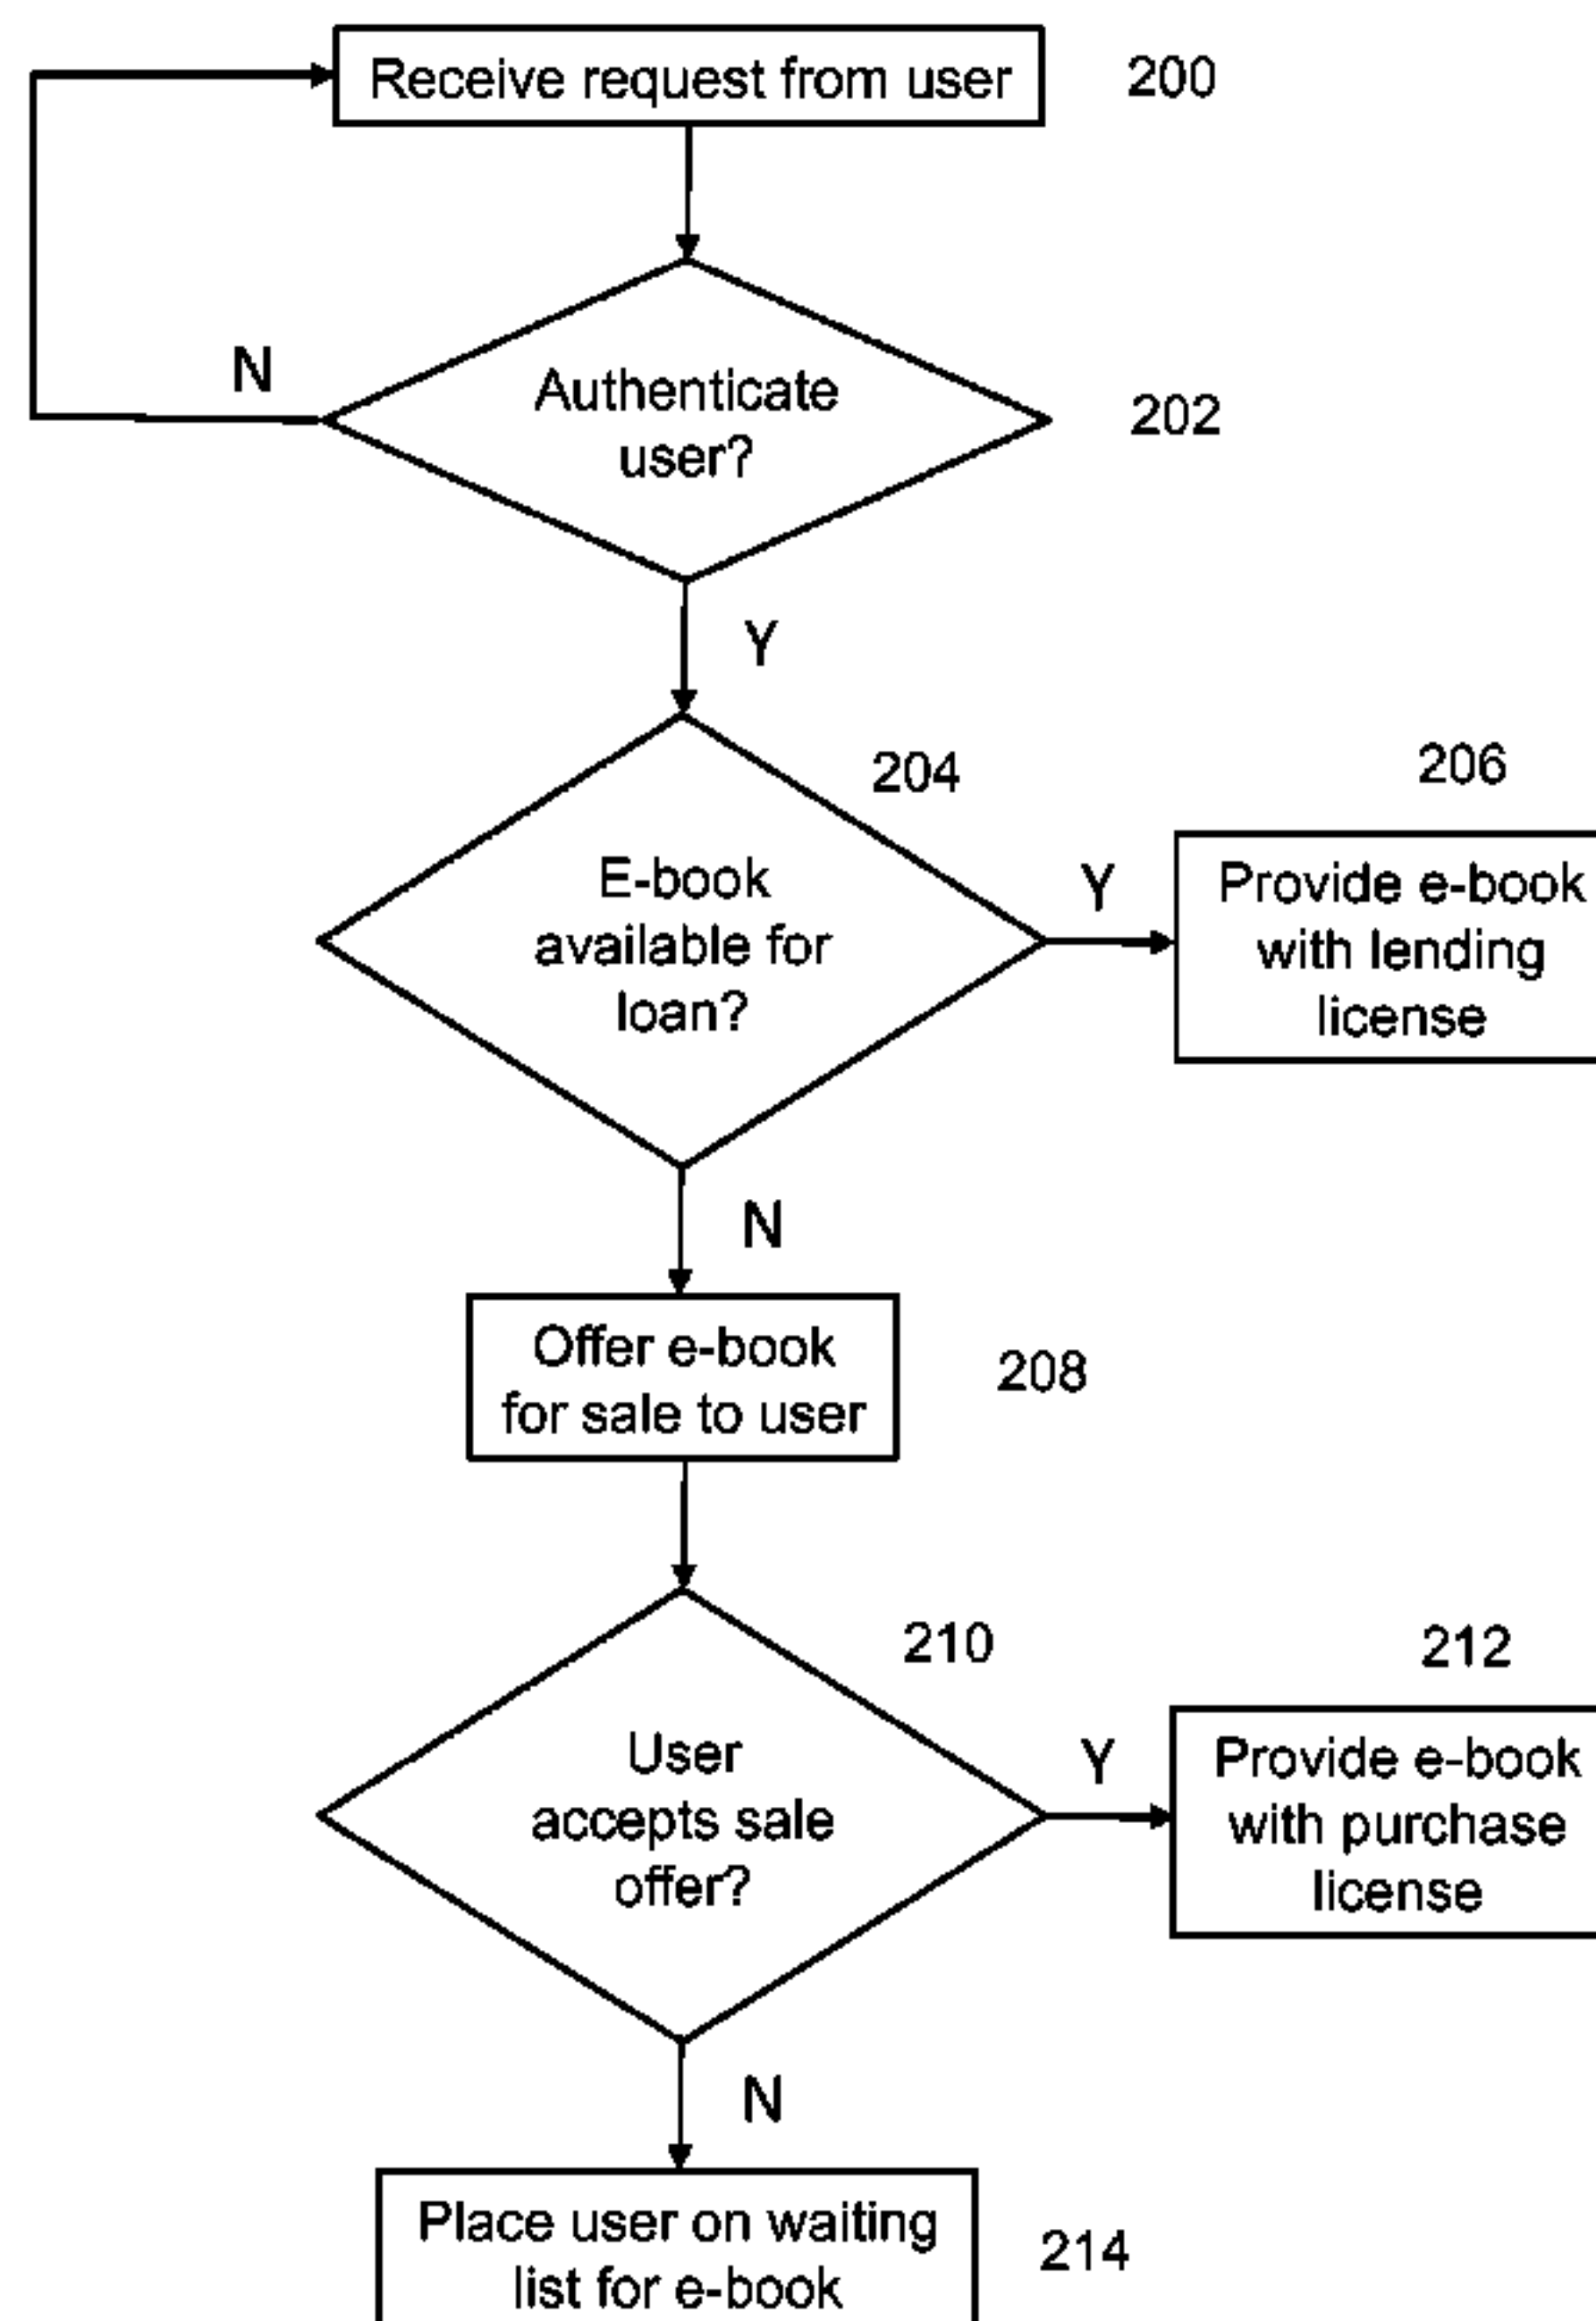 Receive request from user
200
N
Authenticate
user?
202
Y
204
206
E-book
available for
loan?
Y
Provide e-book
with lending
license
N
Offer e-book
for sale to user
208
210
212
User
accepts sale
offer?
Y
Provide e-book
with purchase
license
N
Place user on waiting
list for e-book
214